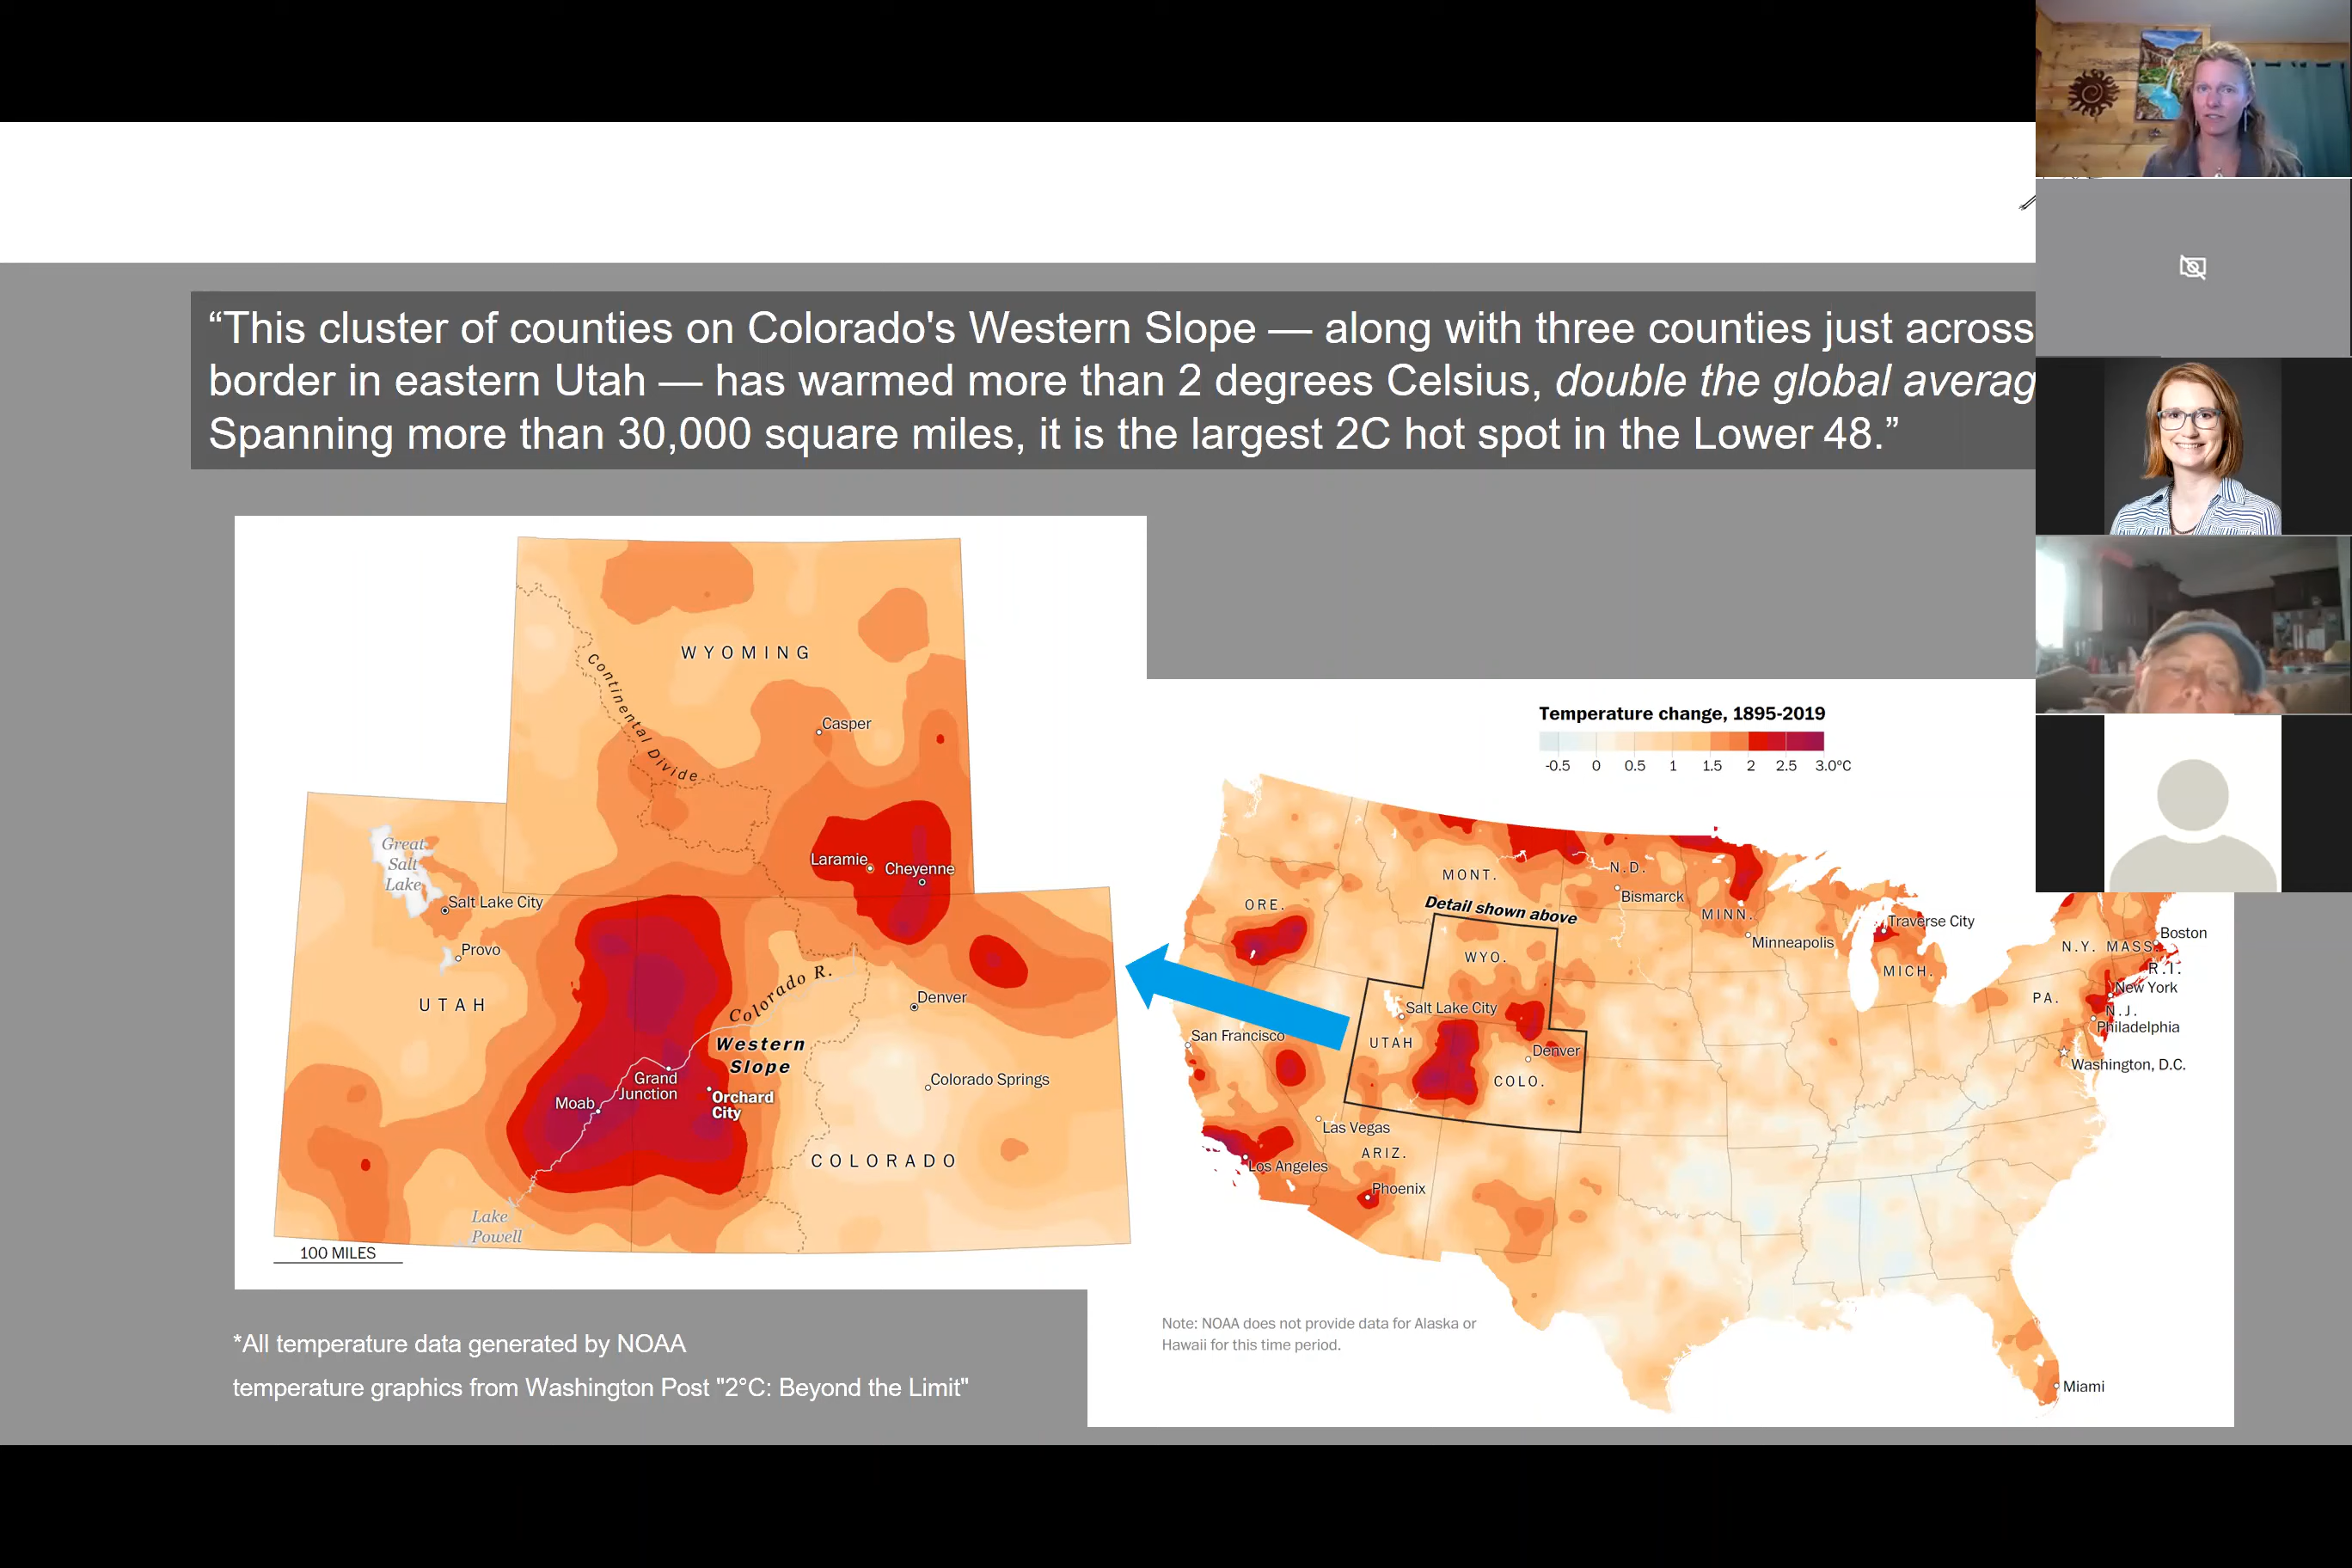 “This cluster of counties on Colorado's Western Slope — along with three counties just across
border in eastern Utah — has warmed more than 2 degrees Celsius, double the global averag
Spanning more than 30,000 square miles, it is the largest 2C hot spot in the Lower 48.”
WYOMING
Continental Divide
Casper
Laramie
Cheyenne
Great
Salt
Lake
Salt Lake City
Provo
UTAH
Colorado R.
Denver
Western
Slope
Grand
Junction
Moab
Orchard
City
Colorado Springs
COLORADO
Lake
Powell
100 MILES
Temperature change, 1895-2019
-0.5 0 0.5 1 1.5 2 2.5 3.0°C
MONT.
N.D.
Bismarck
ORE.
Detail shown above
MINN.
Minneapolis
Traverse City
MICH.
N.Y. MASS.
Boston
R.I.
New York
PA.
N.J.
Philadelphia
Washington, D.C.
WYO.
Salt Lake City
San Francisco
UTAH
Denver
COLO.
Las Vegas
Los Angeles
ARIZ.
Phoenix
Miami
Note: NOAA does not provide data for Alaska or
Hawaii for this time period.
*All temperature data generated by NOAA
temperature graphics from Washington Post "2°C: Beyond the Limit"